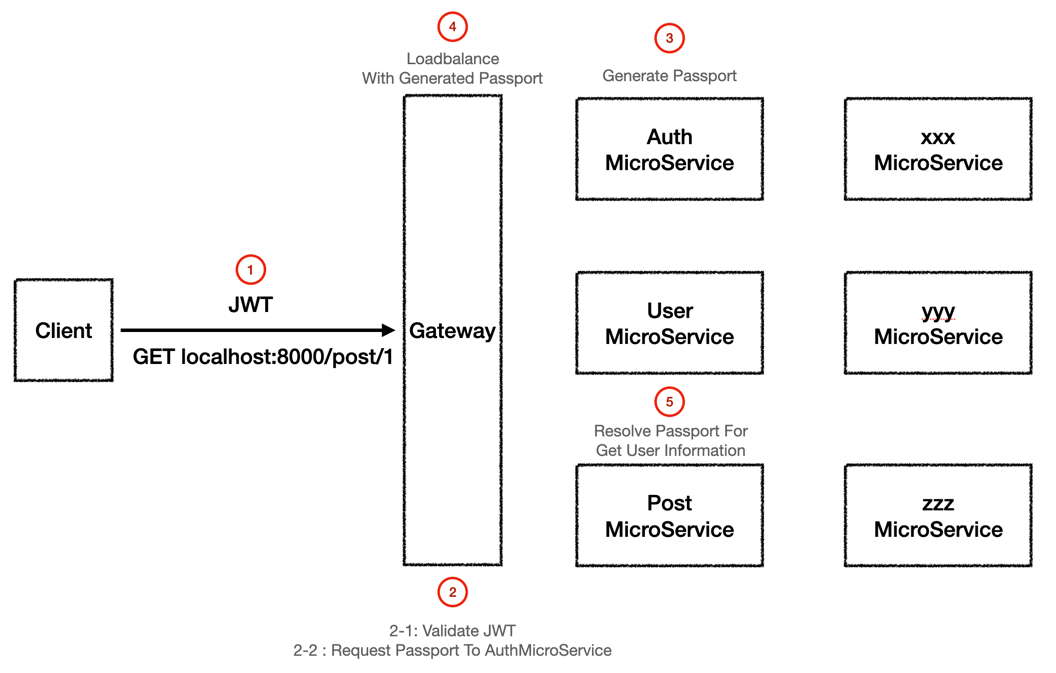 4
Loadbalance
With Generated Passport
3
Generate Passport
Auth
MicroService
xxx
MicroService
1
JWT
Client
GET localhost:8000/post/1
Gateway
User
MicroService
yyy
MicroService
5
Resolve Passport For
Get User Information
Post
MicroService
zzz
MicroService
2
2-1: Validate JWT
2-2 : Request Passport To AuthMicroService